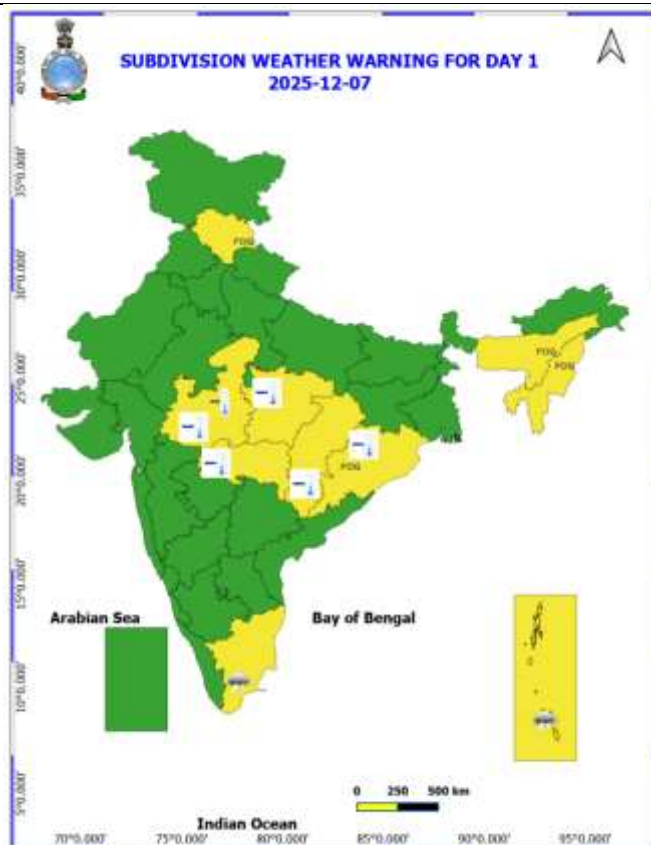 SUBDIVISION WEATHER WARNING FOR DAY 1
2025-12-07
40°0.000'
35°0.000'
30°0.000'
25°0.000'
20°0.000'
15°0.000'
10°0.000'
5°0.000'
FOG
FOG
FOG
FOG
Arabian Sea
Bay of Bengal
0 250 500 km
Indian Ocean
70°0.000' 75°0.000' 80°0.000' 85°0.000' 90°0.000' 95°0.000'